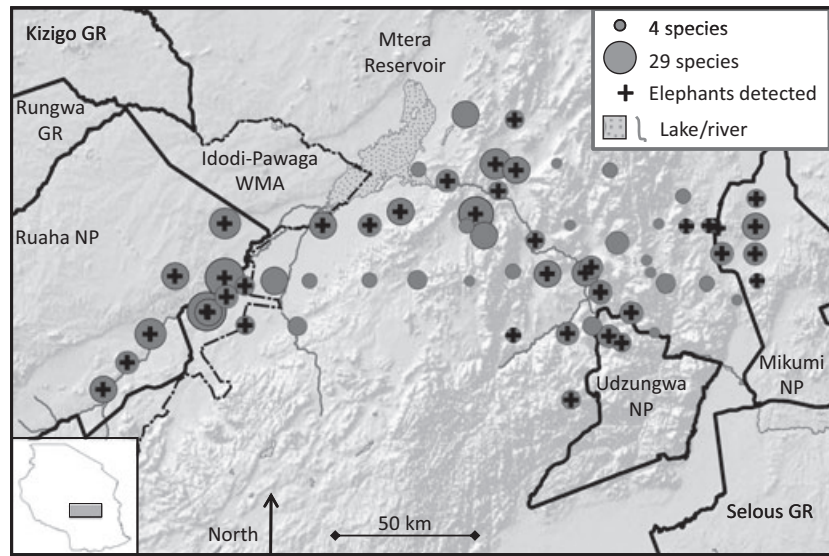 Kizigo GR
Mtera
Reservoir
4 species
29 species
Elephants detected
Lake/river
Rungwa
GR
Idodi-Pawaga
WMA
Ruaha NP
Udzungwa
NP
Mikumi
NP
Selous GR
North
50 km